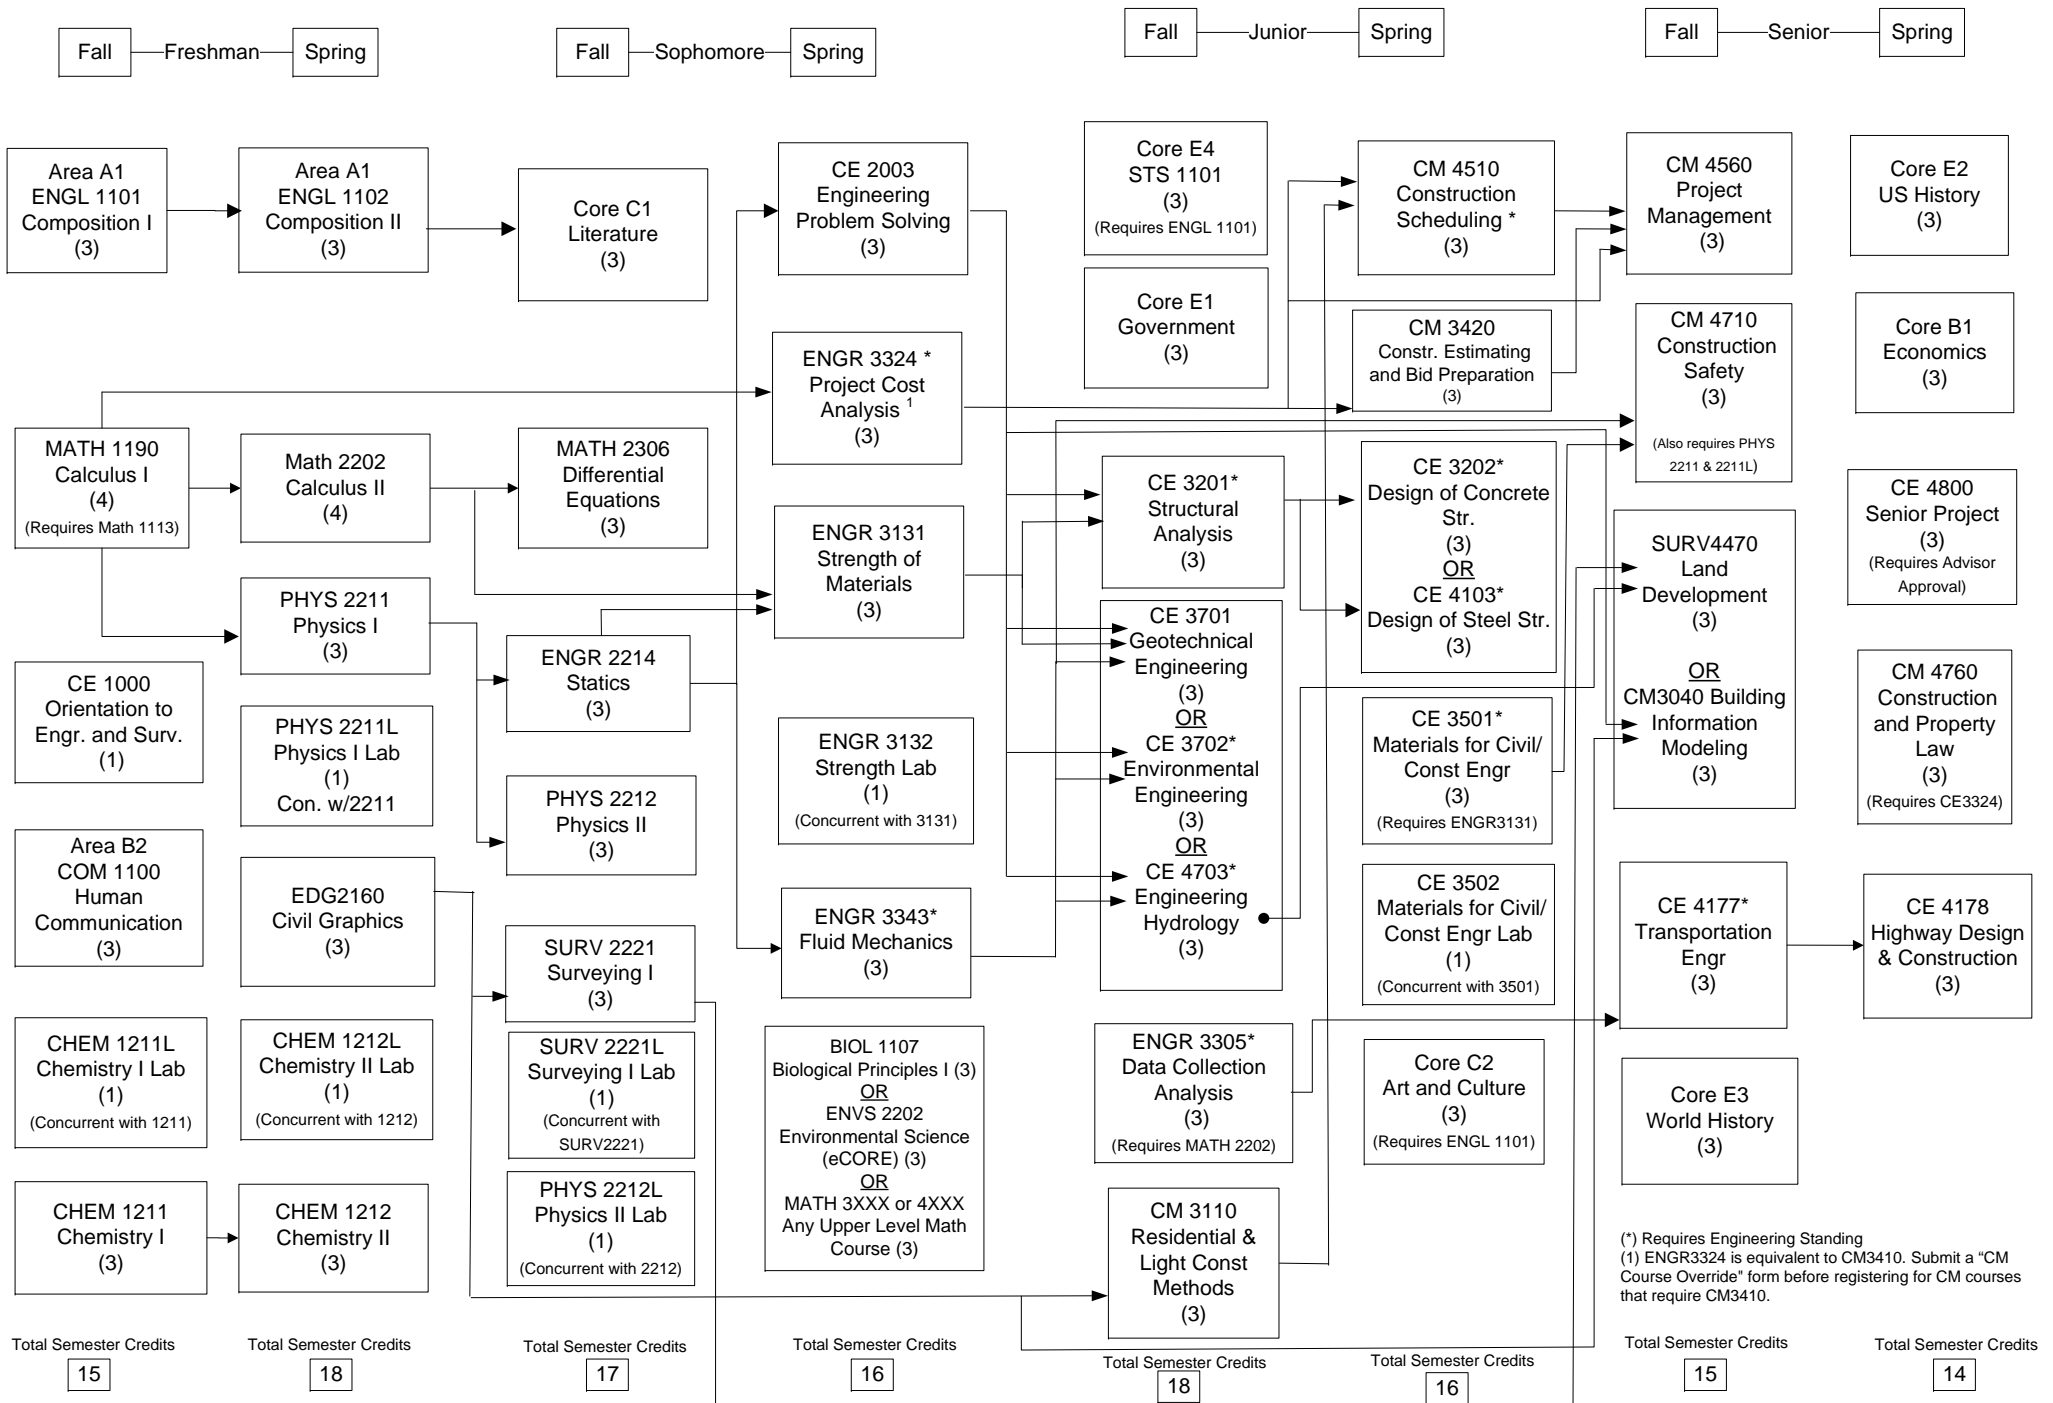 Fall
Freshman
Spring
Fall
Sophomore
Spring
Fall
Junior
Spring
Fall
Senior
Spring
Area A1
ENGL 1101
Composition I
(3)
MATH 1190
Calculus I
(4)
(Requires Math 1113)
CE 1000
Orientation to
Engr. and Surv.
(1)
Area B2
COM 1100
Human
Communication
(3)
CHEM 1211L
Chemistry I Lab
(1)
(Concurrent with 1211)
CHEM 1211
Chemistry I
(3)
Total Semester Credits
15
Area A1
ENGL 1102
Composition II
(3)
Math 2202
Calculus II
(4)
PHYS 2211
Physics I
(3)
PHYS 2211L
Physics I Lab
(1)
Con. w/2211
EDG2160
Civil Graphics
(3)
CHEM 1212L
Chemistry II Lab
(1)
(Concurrent with 1212)
CHEM 1212
Chemistry II
(3)
Total Semester Credits
18
Core C1
Literature
(3)
MATH 2306
Differential
Equations
(3)
ENGR 2214
Statics
(3)
PHYS 2212
Physics II
(3)
SURV 2221
Surveying I
(3)
SURV 2221L
Surveying I Lab
(1)
(Concurrent with
SURV2221)
PHYS 2212L
Physics II Lab
(1)
(Concurrent with 2212)
Total Semester Credits
17
CE 2003
Engineering
Problem Solving
(3)
ENGR 3324 *
Project Cost
Analysis 1
(3)
ENGR 3131
Strength of
Materials
(3)
ENGR 3132
Strength Lab
(1)
(Concurrent with 3131)
ENGR 3343*
Fluid Mechanics
(3)
BIOL 1107
Biological Principles I (3)
OR
ENVS 2202
Environmental Science
(eCORE) (3)
OR
MATH 3XXX or 4XXX
Any Upper Level Math
Course (3)
Total Semester Credits
16
Core E4
STS 1101
(3)
(Requires ENGL 1101)
Core E1
Government
(3)
CE 3201*
Structural
Analysis
(3)
CE 3701
Geotechnical
Engineering
(3)
OR
CE 3702*
Environmental
Engineering
(3)
OR
CE 4703*
Engineering
Hydrology
(3)
ENGR 3305*
Data Collection
Analysis
(3)
(Requires MATH 2202)
CM 3110
Residential &
Light Const
Methods
(3)
Total Semester Credits
18
CM 4510
Construction
Scheduling *
(3)
CM 3420
Constr. Estimating
and Bid Preparation
(3)
CE 3202*
Design of Concrete
Str.
(3)
OR
CE 4103*
Design of Steel Str.
(3)
CE 3501*
Materials for Civil/
Const Engr
(3)
(Requires ENGR3131)
CE 3502
Materials for Civil/
Const Engr Lab
(1)
(Concurrent with 3501)
Core C2
Art and Culture
(3)
(Requires ENGL 1101)
Total Semester Credits
16
CM 4560
Project
Management
(3)
CM 4710
Construction
Safety
(3)
(Also requires PHYS
2211 & 2211L)
SURV4470
Land
Development
(3)
OR
CM3040 Building
Information
Modeling
(3)
CE 4177*
Transportation
Engr
(3)
Core E3
World History
(3)
Core E2
US History
(3)
Core B1
Economics
(3)
CE 4800
Senior Project
(3)
(Requires Advisor
Approval)
CM 4760
Construction
and Property
Law
(3)
(Requires CE3324)
CE 4178
Highway Design
& Construction
(3)
(*) Requires Engineering Standing
(1) ENGR3324 is equivalent to CM3410. Submit a “CM
Course Override" form before registering for CM courses
that require CM3410.
Total Semester Credits
15
Total Semester Credits
14